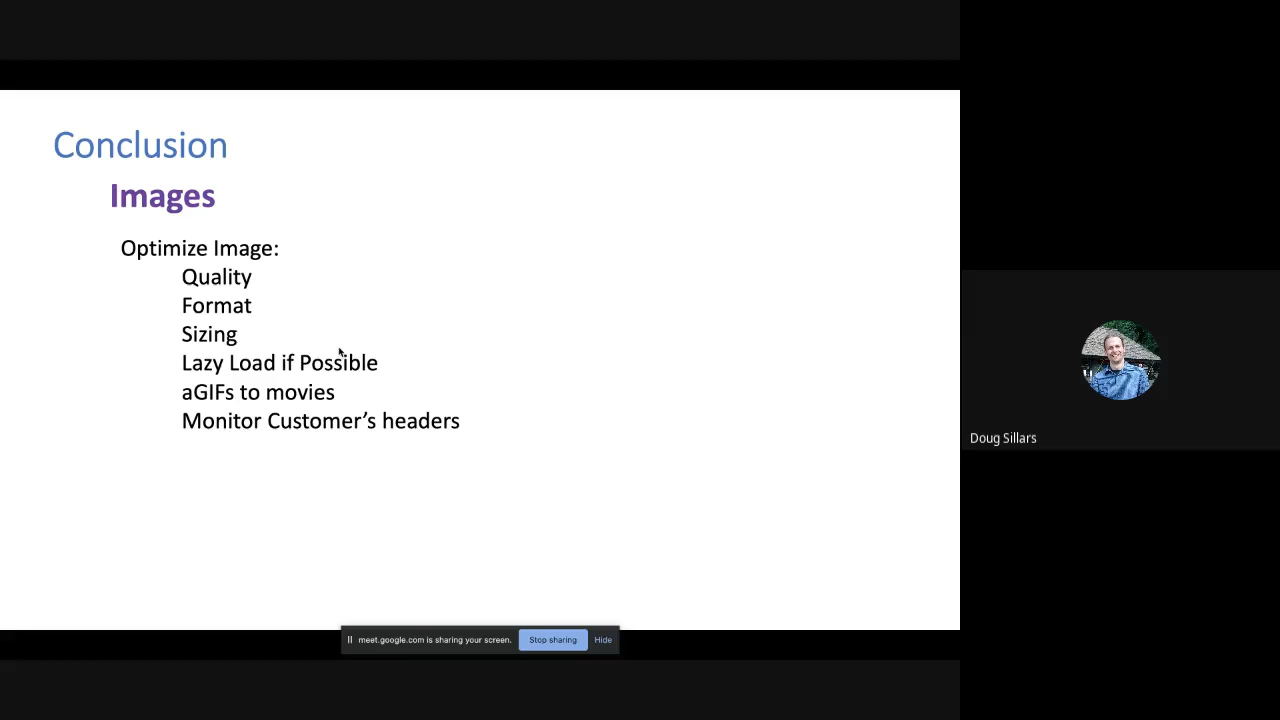 Conclusion
Images
Optimize Image:
Quality
Format
Sizing
Lazy Load if Possible
aGIFs to movies
Monitor Customer’s headers
Doug Sillars
meet.google.com is sharing your screen.
Stop sharing
Hide